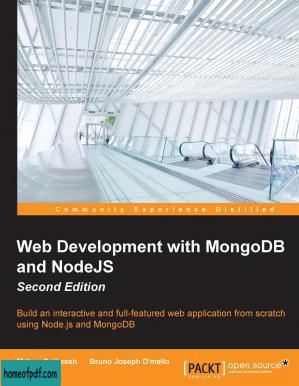 Community Experience Distilled
Web Development with MongoDB
and NodeJS
Second Edition
Build an interactive and full-featured web application from scratch
using Node.js and MongoDB
Bruno Joseph D'mello
homeofpdf.com
[PACKT] open source*
PUBLISHING